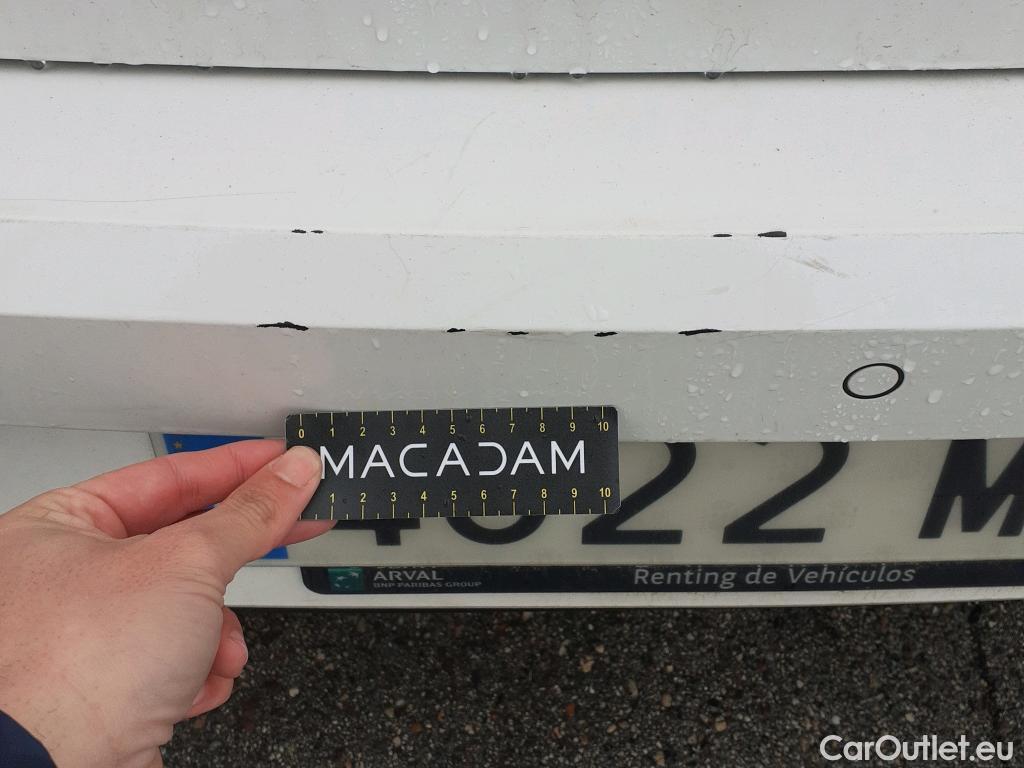 0 1 2 3 4 5 6 7 8 9 10
MACADAM
1 2 3 4 5 6 7 8 9 10
22 M
ARVAL
BNP PARIBAS GROUP
Renting de Vehículos
CarOutlet.eu